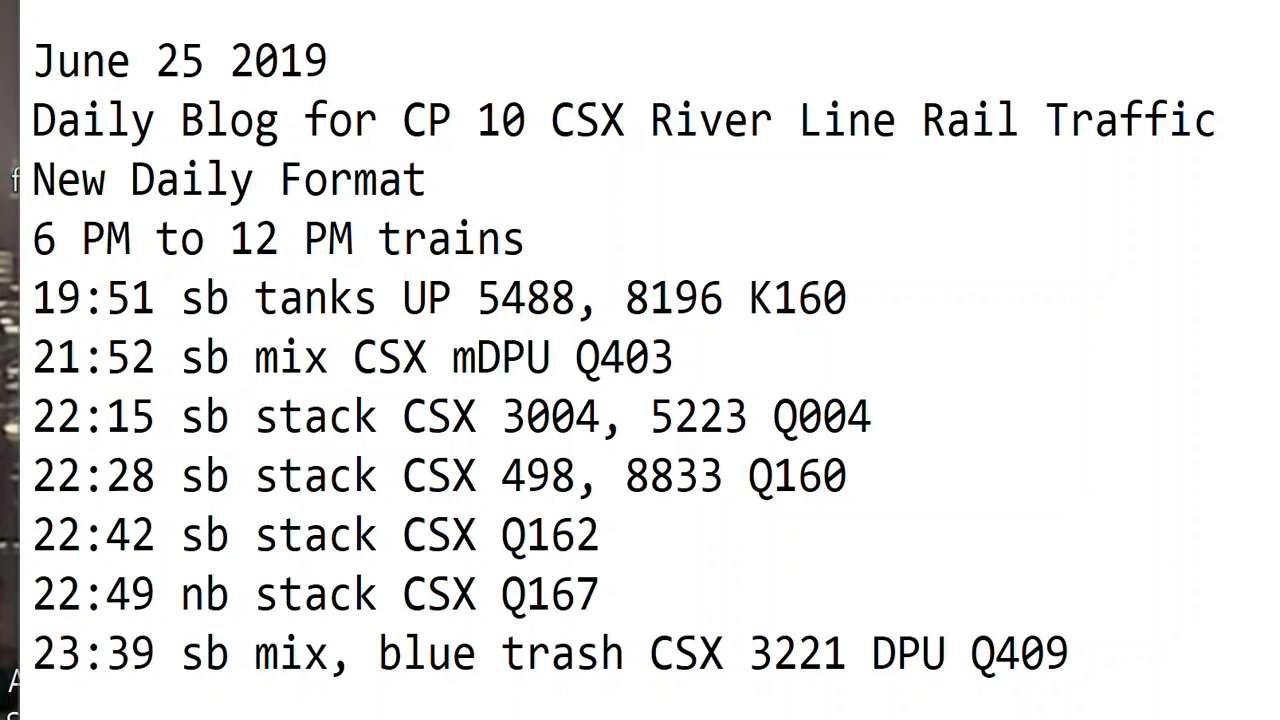 June 25 2019
Daily Blog for CP 10 CSX River Line Rail Traffic
New Daily Format
6 PM to 12 PM trains
19:51 sb tanks UP 5488, 8196 K160
21:52 sb mix CSX mDPU Q403
22:15 sb stack CSX 3004, 5223 Q004
22:28 sb stack CSX 498, 8833 Q160
22:42 sb stack CSX Q162
22:49 nb stack CSX Q167
23:39 sb mix, blue trash CSX 3221 DPU Q409